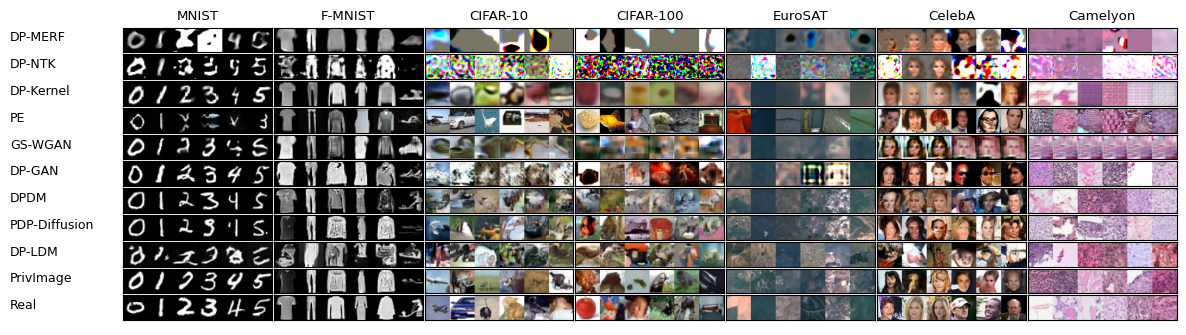 MNIST F-MNIST CIFAR-10 CIFAR-100 EuroSAT CelebA Camelyon
DP-MERF
DP-NTK
DP-Kernel
PE
GS-WGAN
DP-GAN
DPDM
PDP-Diffusion
DP-LDM
PrivImage
Real